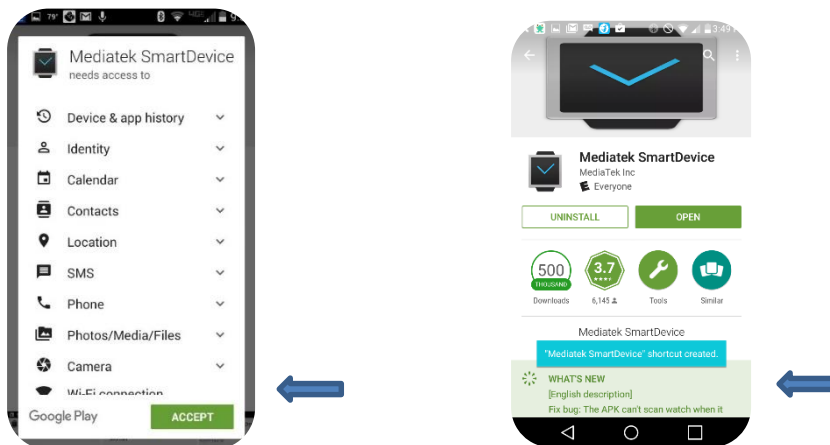 79°
Mediatek SmartDevice
needs access to
Device & app history
Identity
Calendar
Contacts
Location
SMS
Phone
Photos/Media/Files
Camera
Wi-Fi connection
Google Play
ACCEPT
3:49
Mediatek SmartDevice
MediaTek Inc
E Everyone
UNINSTALL OPEN
500 3.7
THOUSAND
Downloads 6,145 Tools Similar
Mediatek SmartDevice
"Mediatek SmartDevice" shortcut created.
WHAT'S NEW
[English description]
Fix bug: The APK can't scan watch when it